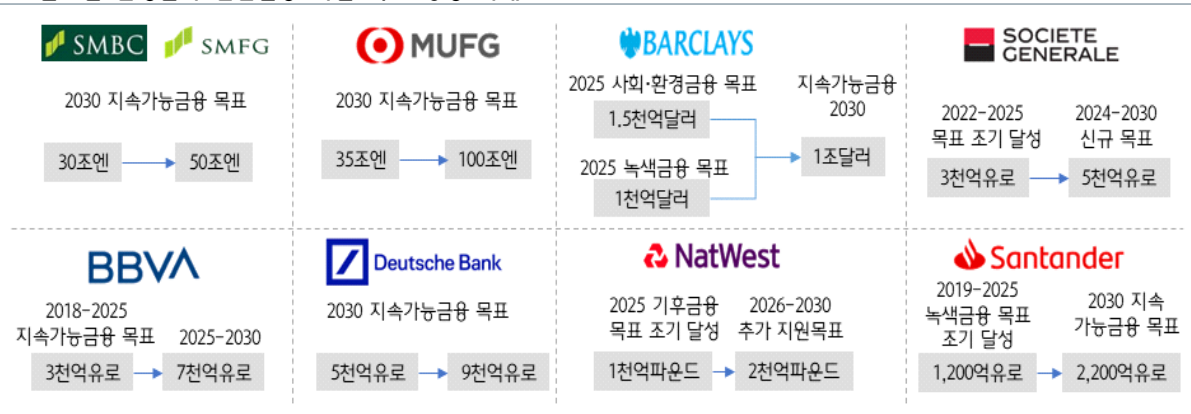 SMBC SMFG
2030 지속가능금융 목표
30조엔 50조엔
MUFG
2030 지속가능금융 목표
35조엔 100조엔
BARCLAYS
2025 사회·환경금융 목표
1.5천억달러
2025 녹색금융 목표
1천억달러
지속가능금융
2030
1조달러
SOCIETE
GENERALE
2022-2025
목표 조기 달성
3천억유로
2024-2030
신규 목표
5천억유로
BBVA
2018-2025
지속가능금융 목표
3천억유로
2025-2030
7천억유로
Deutsche Bank
2030 지속가능금융 목표
5천억유로 9천억유로
NatWest
2025 기후금융
목표 조기 달성
1천억파운드
2026-2030
추가 지원목표
2천억파운드
Santander
2019-2025
녹색금융 목표
조기 달성
1,200억유로
2030 지속
가능금융 목표
2,200억유로